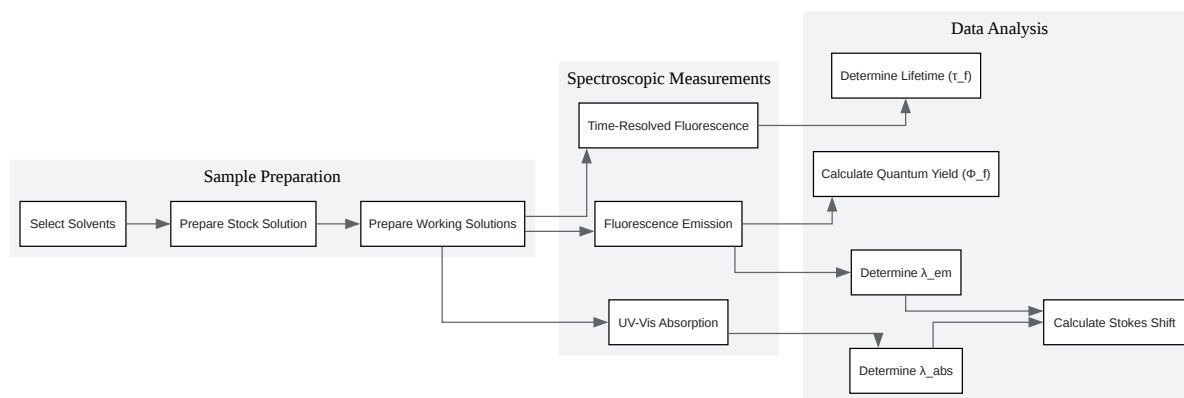 Sample Preparation
Select Solvents
Prepare Stock Solution
Prepare Working Solutions
Spectroscopic Measurements
Time-Resolved Fluorescence
Fluorescence Emission
UV-Vis Absorption
Data Analysis
Determine Lifetime (τ_f)
Calculate Quantum Yield (Φ_f)
Determine λ_em
Determine λ_abs
Calculate Stokes Shift